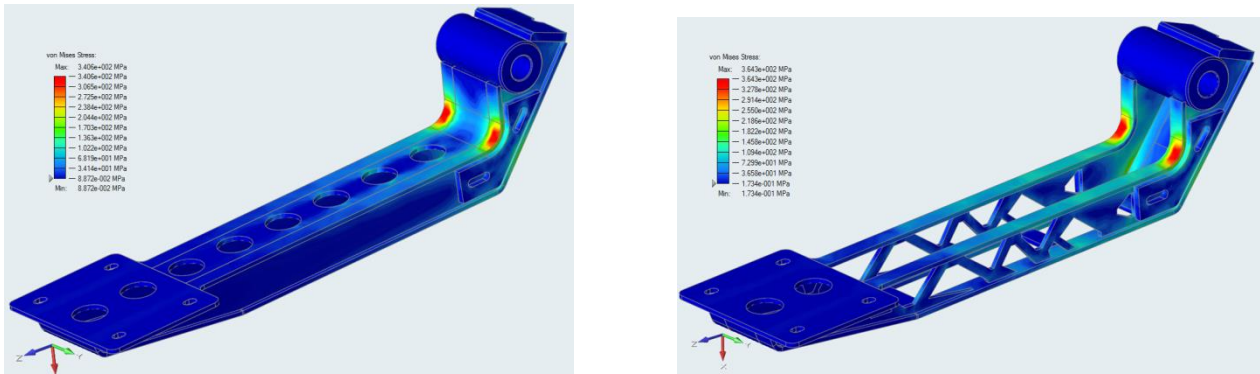 von Mises Stress:
Max: 3.406e+002 MPa
3.406e+002 MPa
3.065e+002 MPa
2.725e+002 MPa
2.384e+002 MPa
2.044e+002 MPa
1.703e+002 MPa
1.363e+002 MPa
1.022e+002 MPa
6.819e+001 MPa
3.414e+001 MPa
8.872e-002 MPa
Min: 8.872e-002 MPa
Z
Y
von Mises Stress:
Max: 3.643e+002 MPa
3.643e+002 MPa
3.278e+002 MPa
2.914e+002 MPa
2.550e+002 MPa
2.186e+002 MPa
1.822e+002 MPa
1.458e+002 MPa
1.094e+002 MPa
7.299e+001 MPa
3.658e+001 MPa
1.734e-001 MPa
Min: 1.734e-001 MPa
Z
Y
X